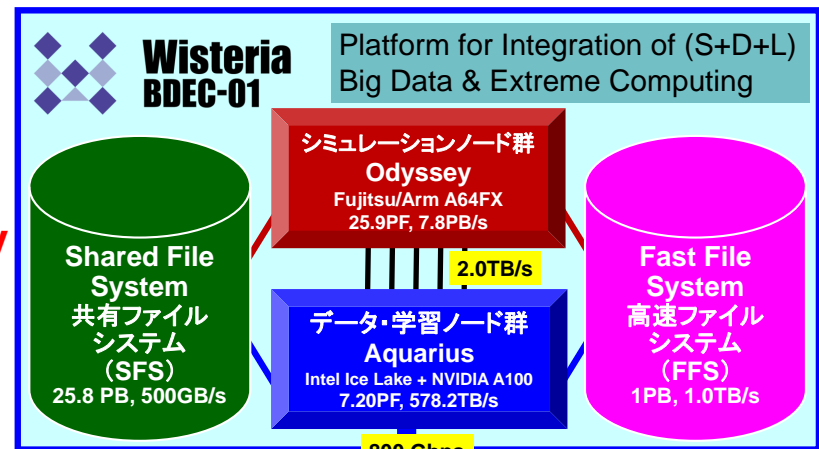 Wisteria
BDEC-01
Platform for Integration of (S+D+L)
Big Data & Extreme Computing
シミュレーションノード群
Odyssey
Fujitsu/Arm A64FX
25.9PF, 7.8PB/s
2.0TB/s
Shared File
System
共有ファイル
システム
(SFS)
25.8 PB, 500GB/s
データ・学習ノード群
Aquarius
Intel Ice Lake + NVIDIA A100
7.20PF, 578.2TB/s
Fast File
System
高速ファイル
システム
(FFS)
1PB, 1.0TB/s
800 Gbps